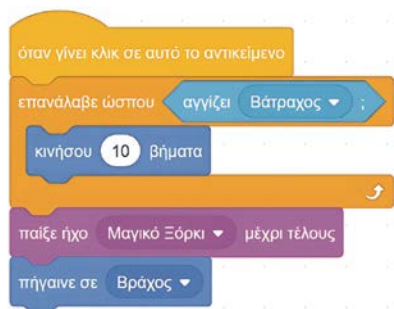 όταν γίνει κλικ σε αυτό το αντικείμενο
επανάλαβε ώσπου αγγίζει Βάτραχος ;
κινήσου 10 βήματα
παίξε ήχο Μαγικό Ξόρκι μέχρι τέλους
πήγαινε σε Βράχος